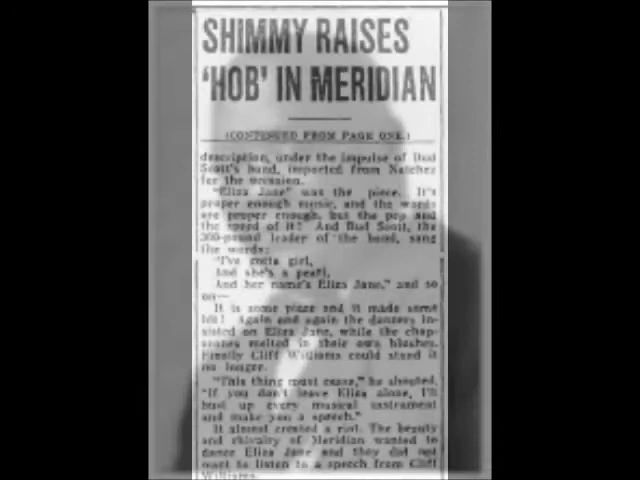 SHIMMY RAISES
'HOB' IN MERIDIAN
(CONTINUED FROM PAGE ONE.)
description, under the impulse of Bud
Scott's band, imported from Natchez
for the occasion.
"Eliza Jane" was the piece. It's
proper enough music, and the words
are proper enough, but the pep and
the speed of it! And Bud Scott, the
300-pound leader of the band, sang
the words:
"I've gotta girl,
And she's a pearl,
And her name's Eliza Jane," and so
on—
It is some piece and it made some
hit! Again and again the dancers in-
sisted on Eliza Jane, while the chap-
erones melted in their own blushes.
Finally Cliff Williams could stand it
no longer.
"This thing must cease," he shouted.
"If you don't leave Eliza alone, I'll
bust up every musical instrument
and make you a speech."
It almost created a riot. The beauty
and chivalry of Meridian wanted to
dance Eliza Jane and they did not
want to listen to a speech from Cliff
Williams.